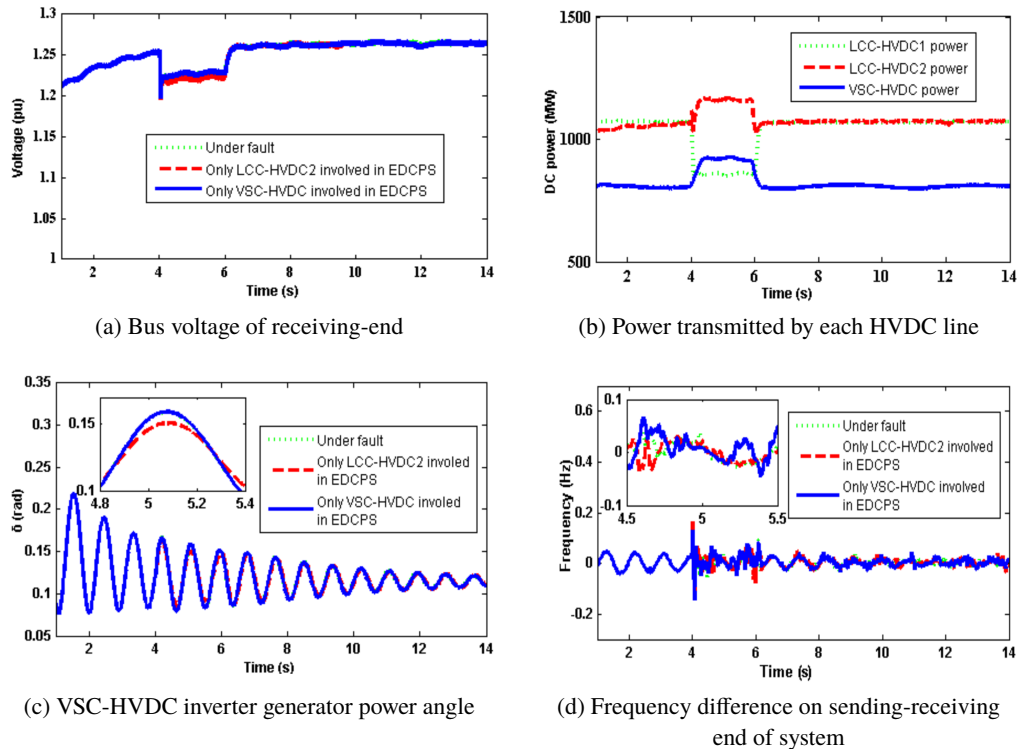 1.3
1.25
1.2
1.26
1.15
1.1
1.05
1
Voltage (pu)
Under fault
Only LCC-HVDC2 involved in EDCPS
Only VSC-HVDC involved in EDCPS
2 4 6 8 10 12 14
Time (s)
(a) Bus voltage of receiving-end
1500
1000
500
DC power (MW)
LCC-HVDC1 power
LCC-HVDC2 power
VSC-HVDC power
2 4 6 8 10 12 14
Time (s)
(b) Power transmitted by each HVDC line
0.35
0.3
0.25
0.2
0.15
0.1
0.05
δ (rad)
0.15
0.1
4.8 5 5.2 5.4
Under fault
Only LCC-HVDC2 involed
in EDCPS
Only VSC-HVDC involed
in EDCPS
2 4 6 8 10 12 14
Time (s)
(c) VSC-HVDC inverter generator power angle
0.6
0.4
0.2
0
-0.2
Frequency (Hz)
0.1
0
-0.1
4.5 5 5.5
Under fault
Only LCC-HVDC2 involved
in EDCPS
Only VSC-HVDC involved
in EDCPS
2 4 6 8 10 12 14
Time (s)
(d) Frequency difference on sending-receiving
end of system